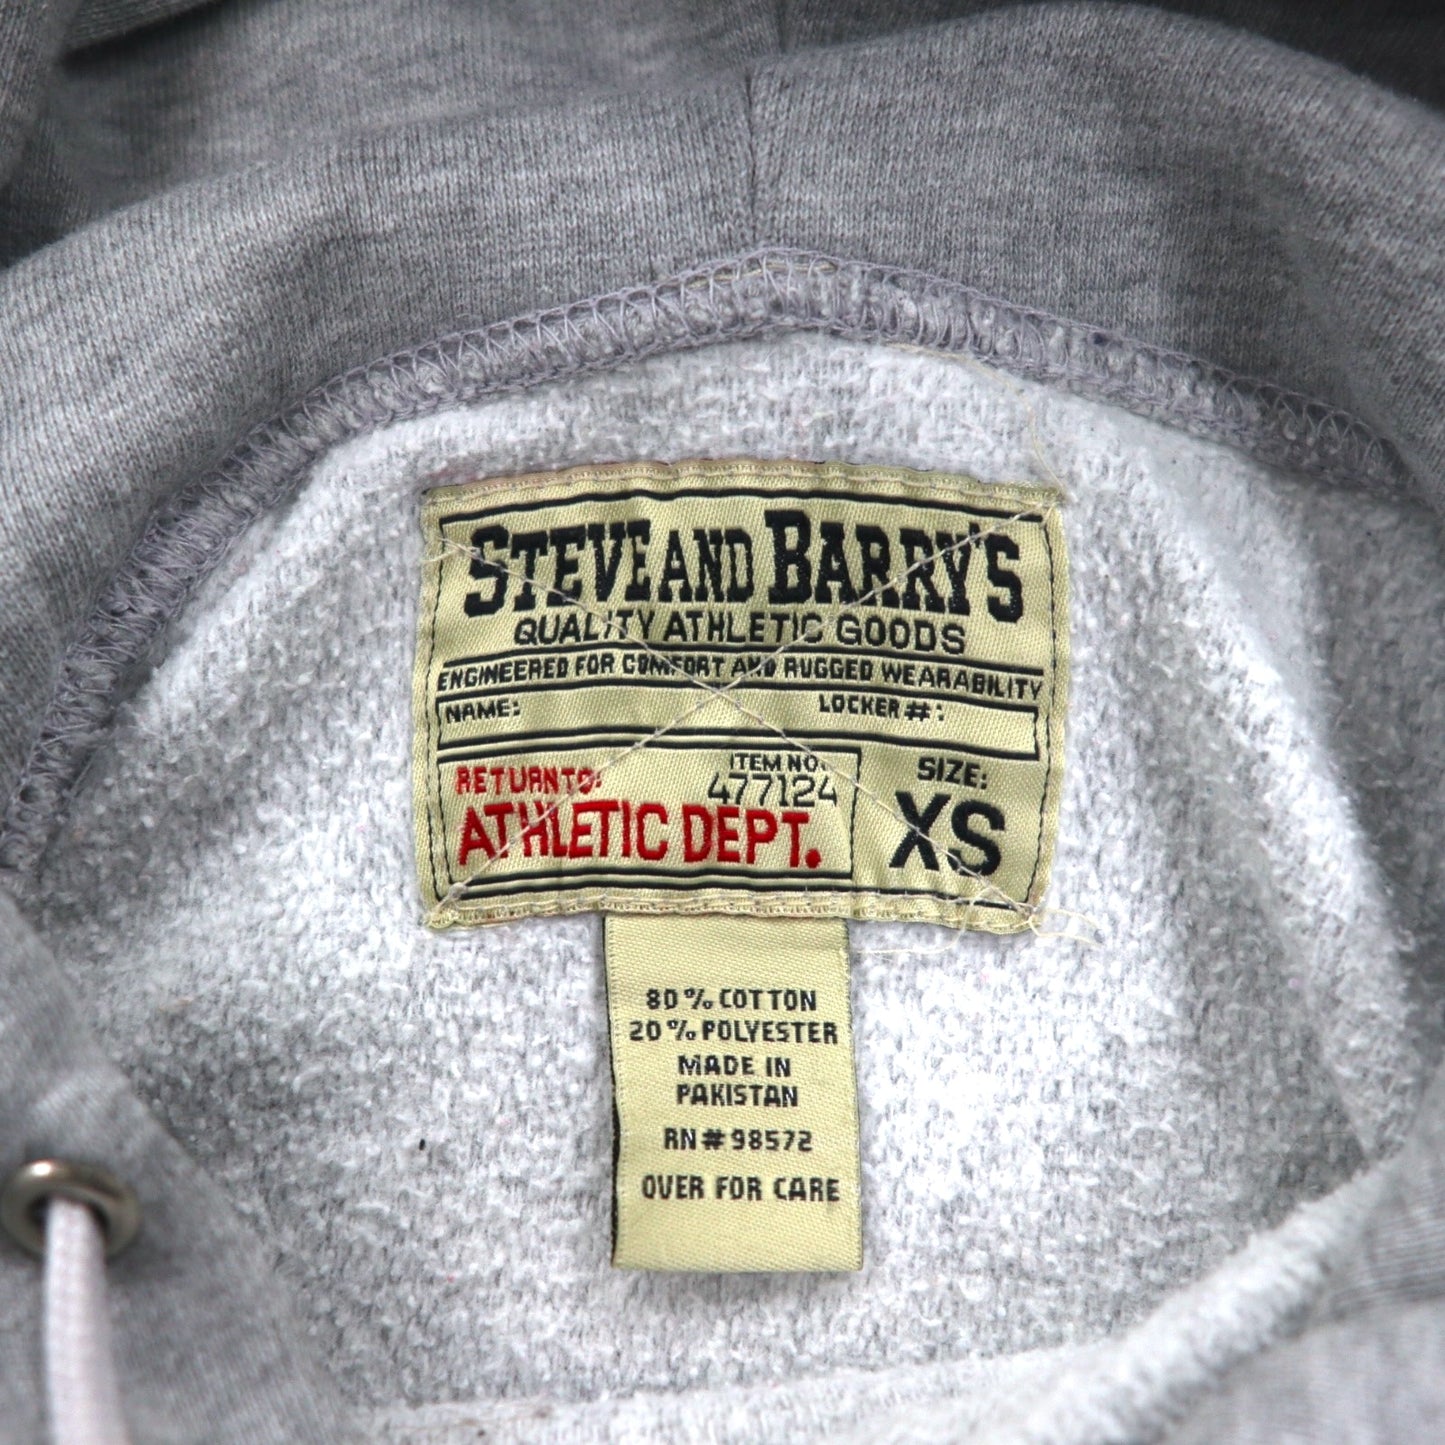 STEVE AND BARRY'S
QUALITY ATHLETIC GOODS
ENGINEERED FOR COMFORT AND RUGGED WEARABILITY
NAME: LOCKER #:
RETURN TO: ITEM NO. 477124
ATHLETIC DEPT.
SIZE:
XS
80% COTTON
20% POLYESTER
MADE IN
PAKISTAN
RN#98572
OVER FOR CARE